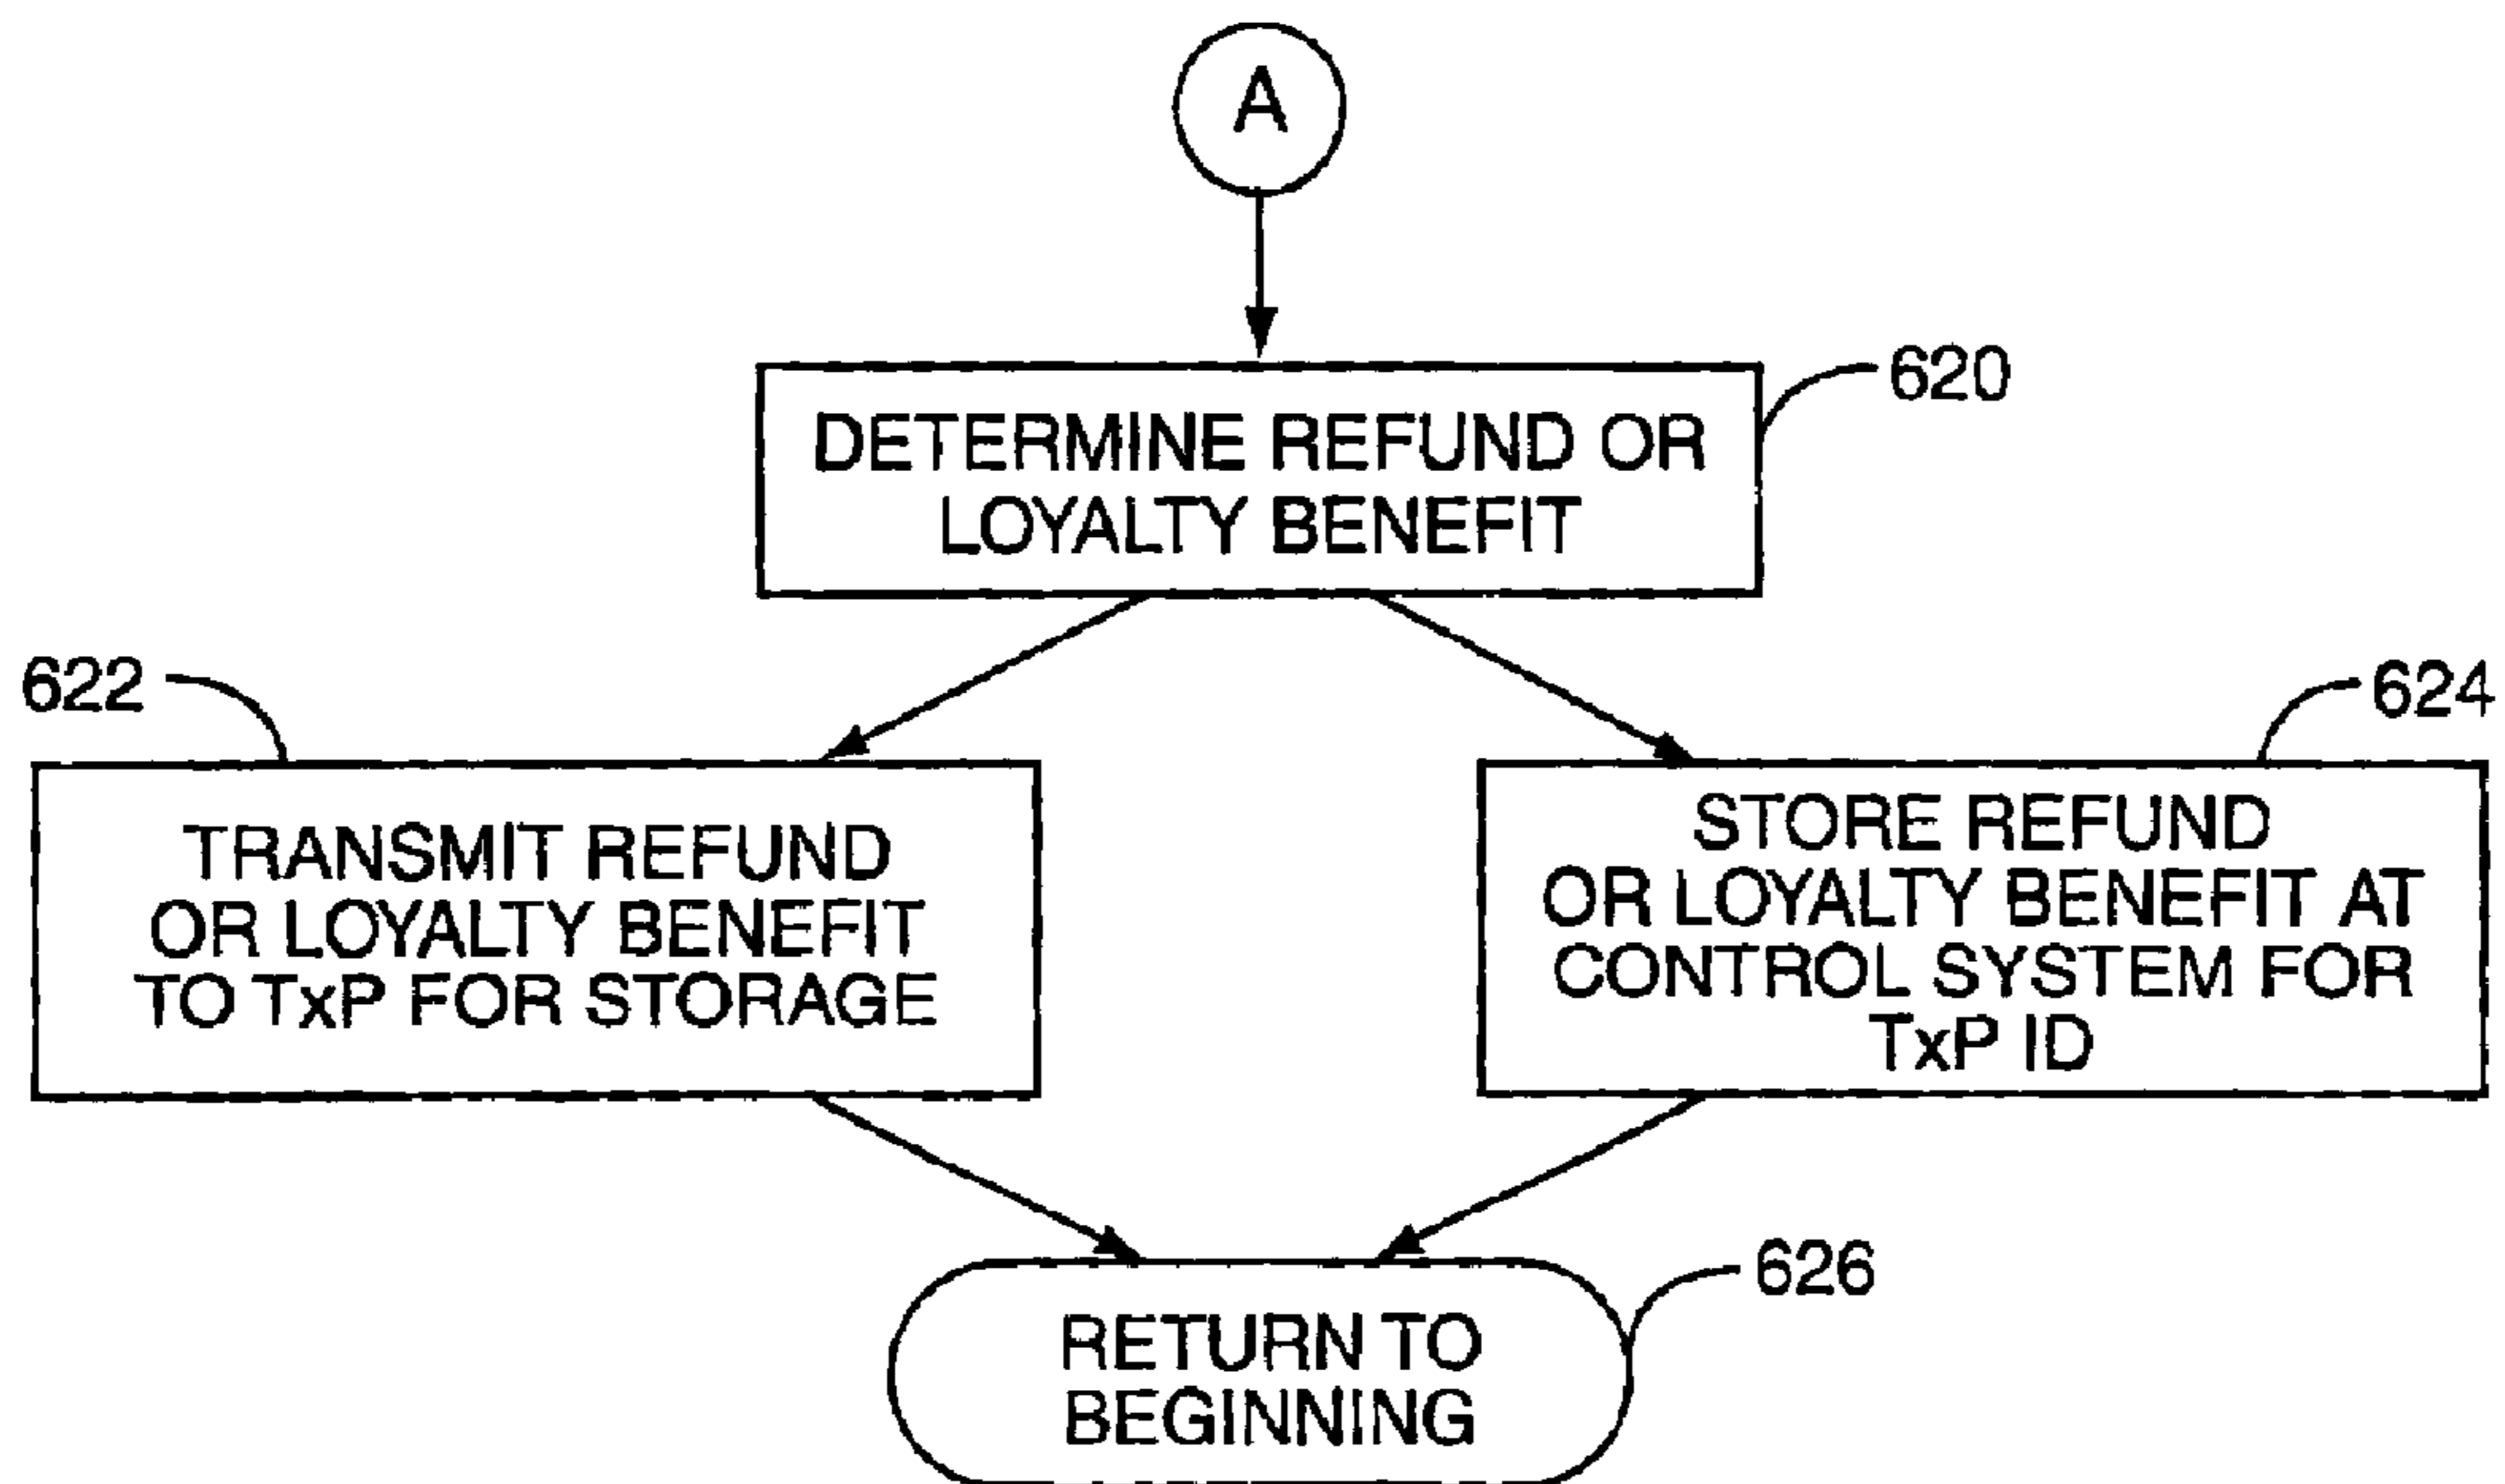 A
620
DETERMINE REFUND OR
LOYALTY BENEFIT
622
TRANSMIT REFUND
OR LOYALTY BENEFIT
TO TxP FOR STORAGE
624
STORE REFUND
OR LOYALTY BENEFIT AT
CONTROL SYSTEM FOR
TxP ID
626
RETURN TO
BEGINNING